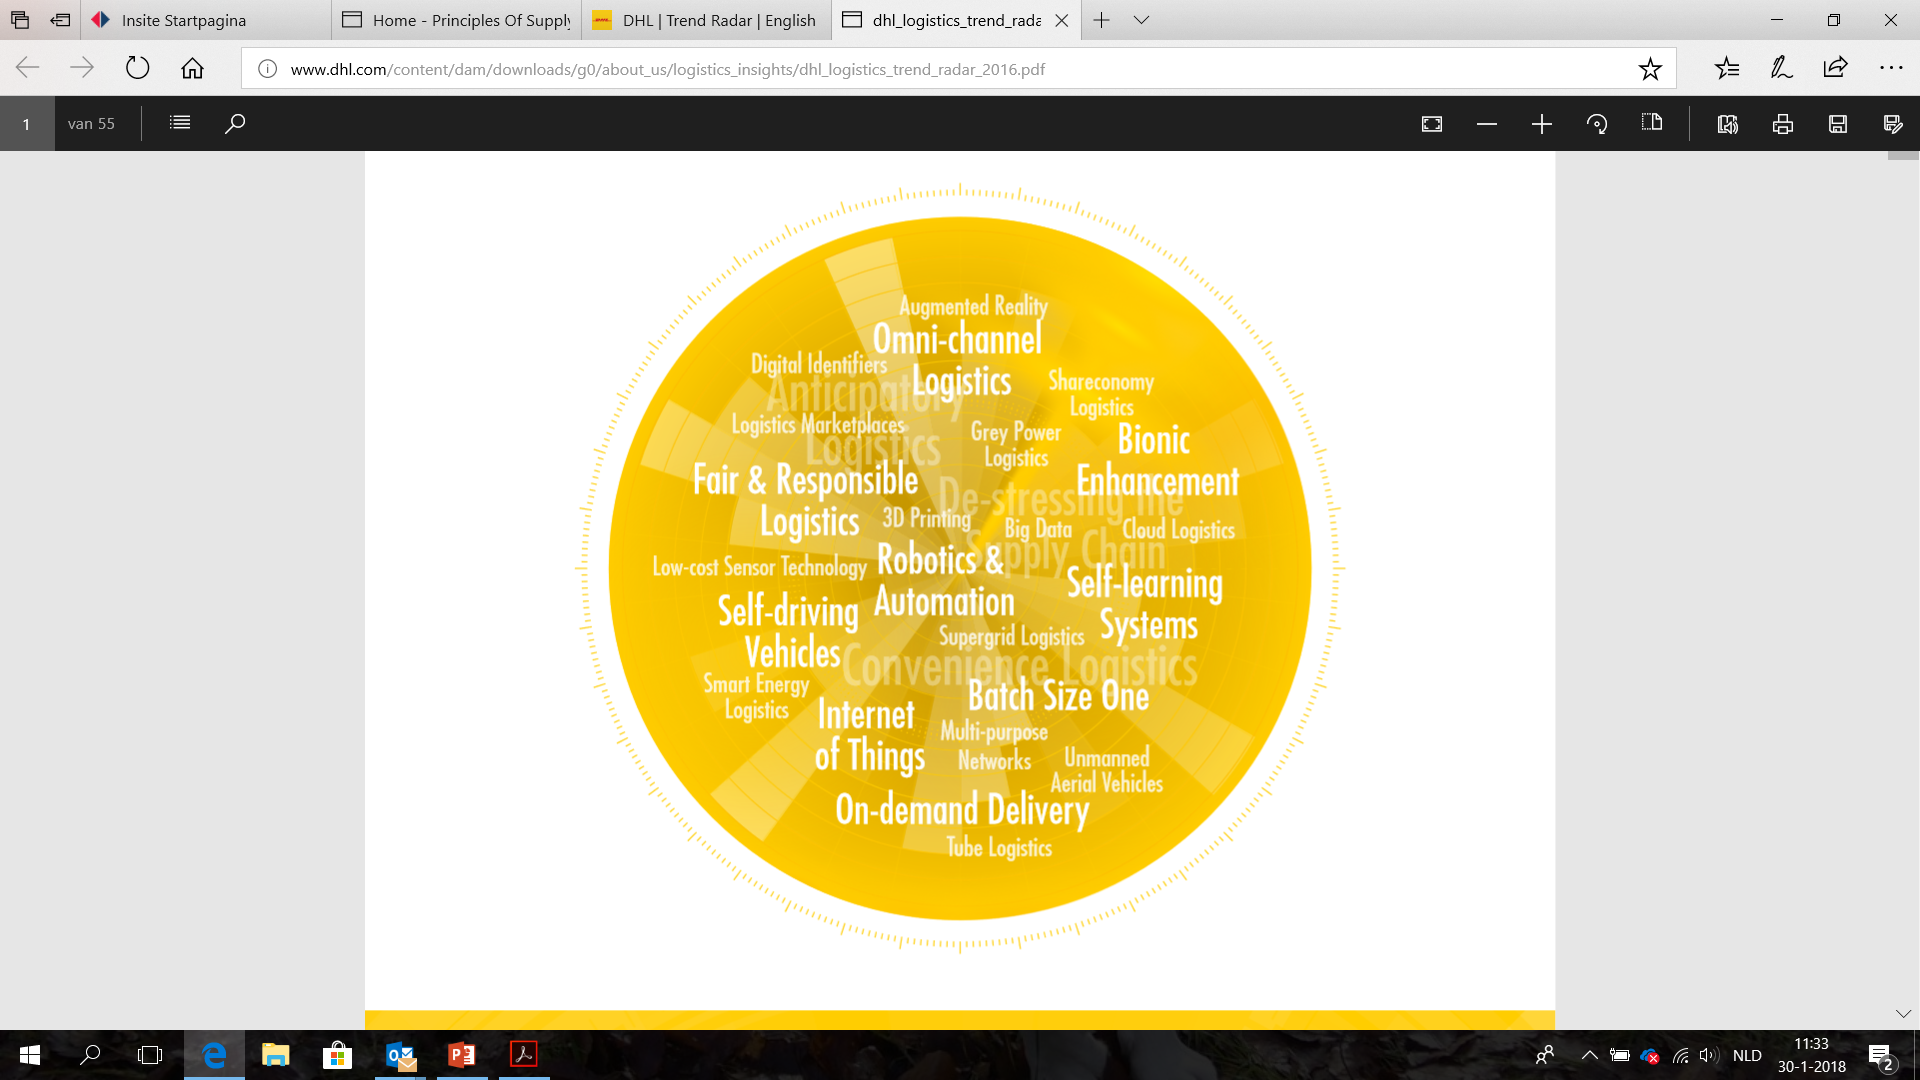 Insite Startpagina
Home - Principles Of Supply
DHL | Trend Radar | English
dhl_logistics_trend_rada
www.dhl.com/content/dam/downloads/g0/about_us/logistics_insights/dhl_logistics_trend_radar_2016.pdf
1
van 55
Augmented Reality
Omni-channel
Logistics
Digital Identifiers
Anticipatory
Logistics
Shareconomy
Logistics
Logistics Marketplaces
Grey Power
Logistics
Bionic
Enhancement
Fair & Responsible
Logistics
De-stressing the
Supply Chain
3D Printing
Big Data
Cloud Logistics
Low-cost Sensor Technology
Robotics &
Automation
Self-learning
Systems
Self-driving
Vehicles
Supergrid Logistics
Convenience Logistics
Smart Energy
Logistics
Batch Size One
Internet
of Things
Multi-purpose
Networks
Unmanned
Aerial Vehicles
On-demand Delivery
Tube Logistics
NLD
11:33
30-1-2018
2